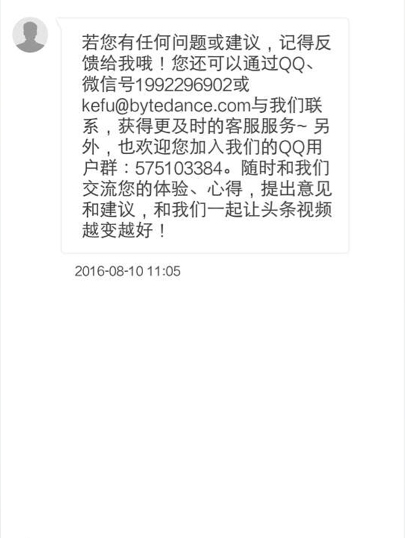 若您有任何问题或建议，记得反
馈给我哦！您还可以通过QQ、
微信号1992296902或
kefu@bytedance.com与我们联
系，获得更及时的客服服务~ 另
外，也欢迎您加入我们的QQ用
户群：575103384。随时和我们
交流您的体验、心得，提出意见
和建议，和我们一起让头条视频
越变越好！
2016-08-10 11:05